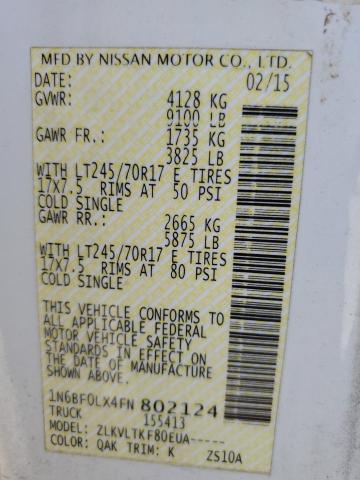 MFD BY NISSAN MOTOR CO., LTD.
DATE: 02/15
GVWR: 4128 KG
9100 LB
GAWR FR.: 1735 KG
3825 LB
WITH LT245/70R17 E TIRES
17X7.5 RIMS AT 50 PSI
COLD SINGLE
GAWR RR.: 2665 KG
5875 LB
WITH LT245/70R17 E TIRES
17X7.5 RIMS AT 80 PSI
COLD SINGLE
THIS VEHICLE CONFORMS TO
ALL APPLICABLE FEDERAL
MOTOR VEHICLE SAFETY
STANDARDS IN EFFECT ON
THE DATE OF MANUFACTURE
SHOWN ABOVE.
1N6BF0LX4FN 802124
TRUCK 155413
MODEL: ZLKVLTKF80EUA-----
COLOR: QAK TRIM: K ZS10A